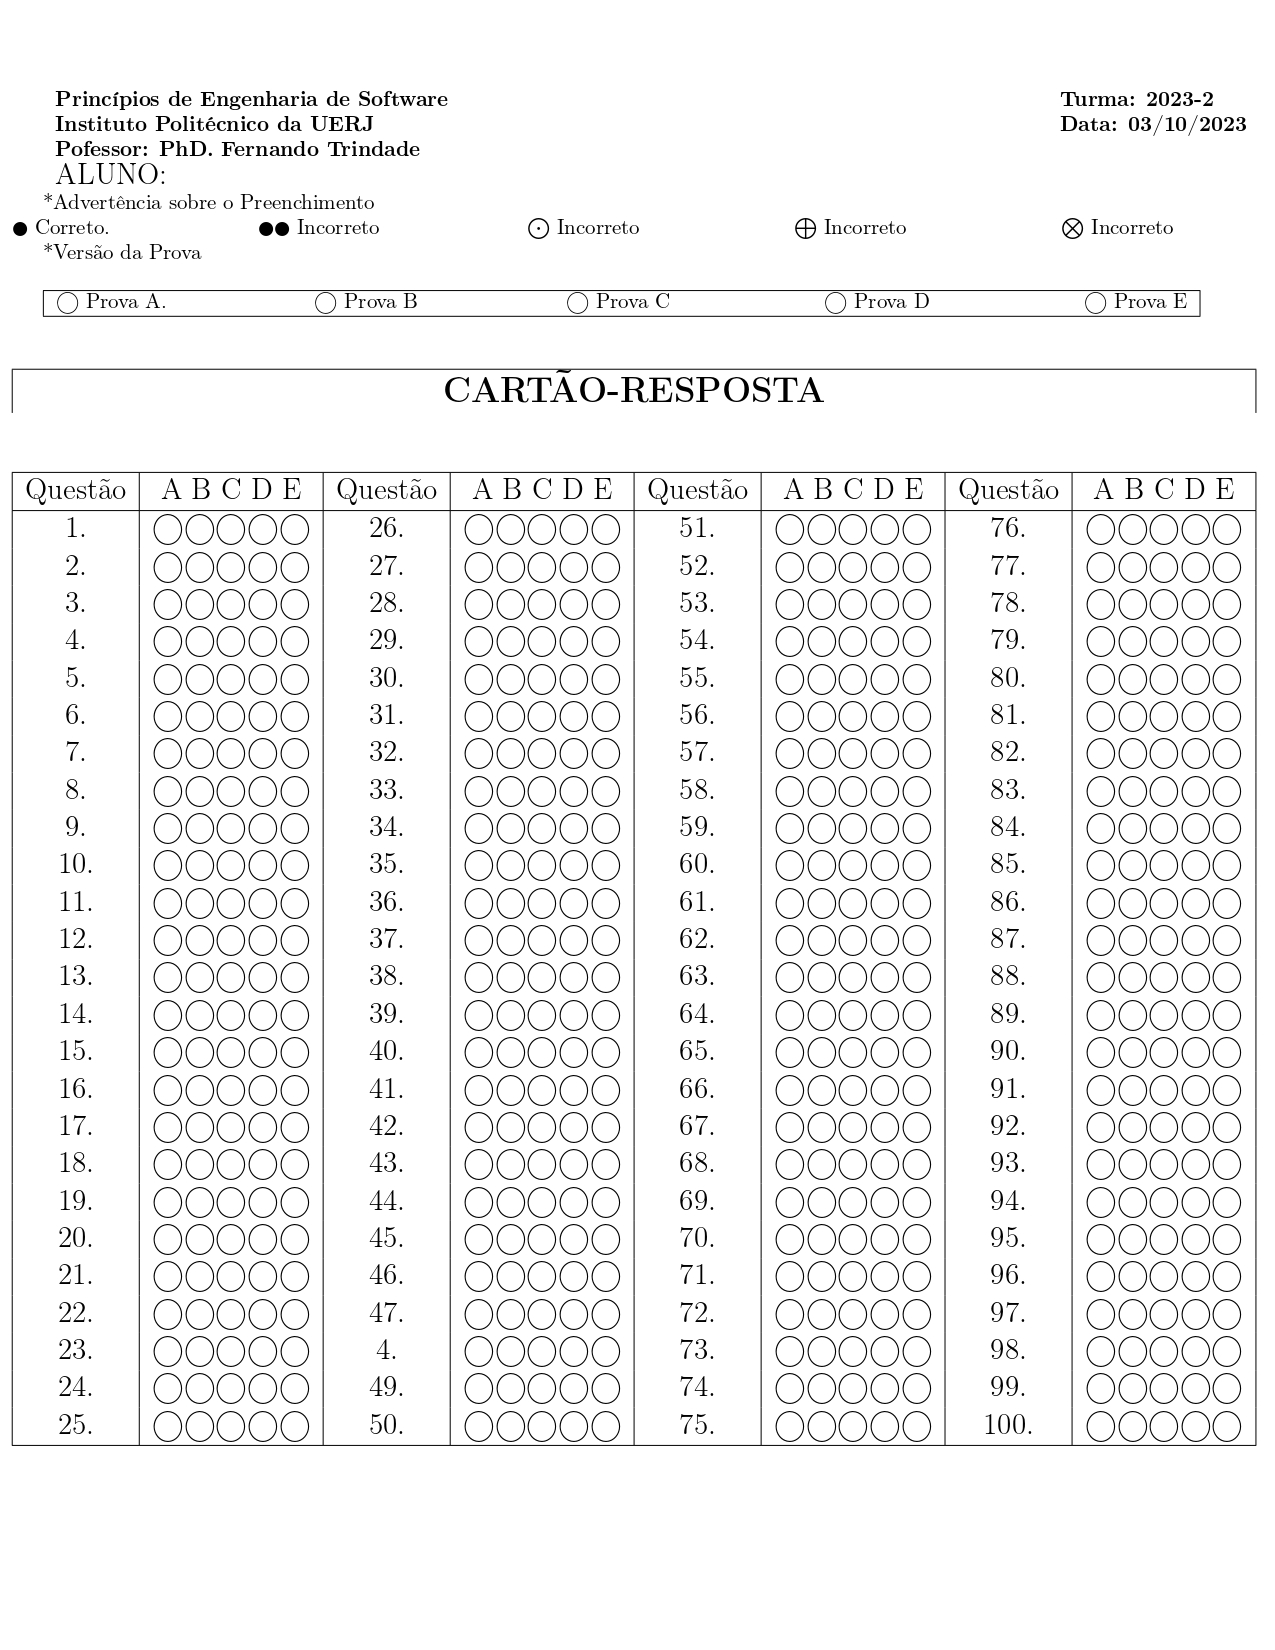 Princípios de Engenharia de Software Turma: 2023-2
Instituto Politécnico da UERJ Data: 03/10/2023
Pofessor: PhD. Fernando Trindade
ALUNO:
*Advertência sobre o Preenchimento
● Correto. ●● Incorreto ⊙ Incorreto ⊕ Incorreto ⊗ Incorreto
*Versão da Prova
○ Prova A. ○ Prova B ○ Prova C ○ Prova D ○ Prova E
CARTÃO-RESPOSTA
Questão A B C D E Questão A B C D E Questão A B C D E Questão A B C D E
1. 26. 51. 76.
2. 27. 52. 77.
3. 28. 53. 78.
4. 29. 54. 79.
5. 30. 55. 80.
6. 31. 56. 81.
7. 32. 57. 82.
8. 33. 58. 83.
9. 34. 59. 84.
10. 35. 60. 85.
11. 36. 61. 86.
12. 37. 62. 87.
13. 38. 63. 88.
14. 39. 64. 89.
15. 40. 65. 90.
16. 41. 66. 91.
17. 42. 67. 92.
18. 43. 68. 93.
19. 44. 69. 94.
20. 45. 70. 95.
21. 46. 71. 96.
22. 47. 72. 97.
23. 4. 73. 98.
24. 49. 74. 99.
25. 50. 75. 100.